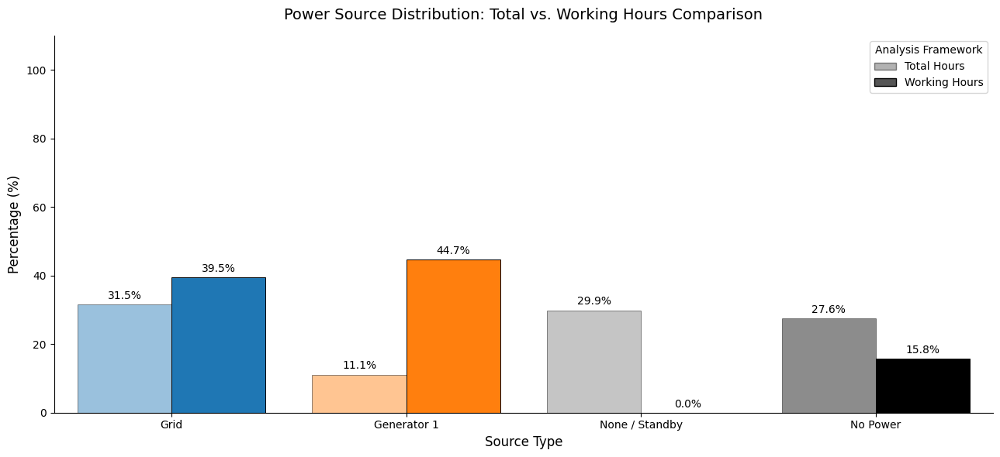 Power Source Distribution: Total vs. Working Hours Comparison
Analysis Framework
Total Hours
Working Hours
Percentage (%)
100
80
60
40
20
0
31.5%
39.5%
11.1%
44.7%
29.9%
0.0%
27.6%
15.8%
Grid
Generator 1
None / Standby
No Power
Source Type